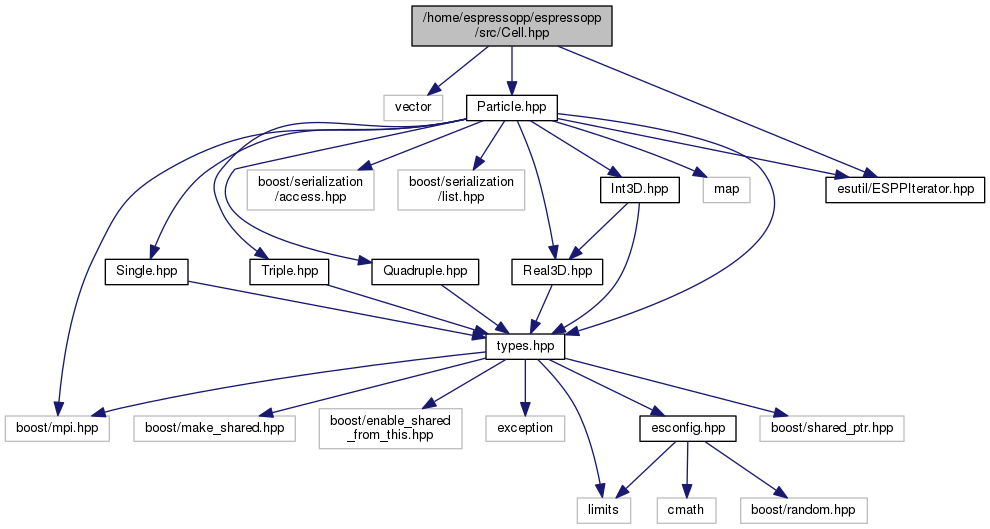 /home/espressopp/espressopp
/src/Cell.hpp
vector
Particle.hpp
boost/serialization
/access.hpp
boost/serialization
/list.hpp
Int3D.hpp
map
esutil/ESPPIterator.hpp
Single.hpp
Triple.hpp
Quadruple.hpp
Real3D.hpp
types.hpp
boost/mpi.hpp
boost/make_shared.hpp
boost/enable_shared
_from_this.hpp
exception
esconfig.hpp
boost/shared_ptr.hpp
limits
cmath
boost/random.hpp